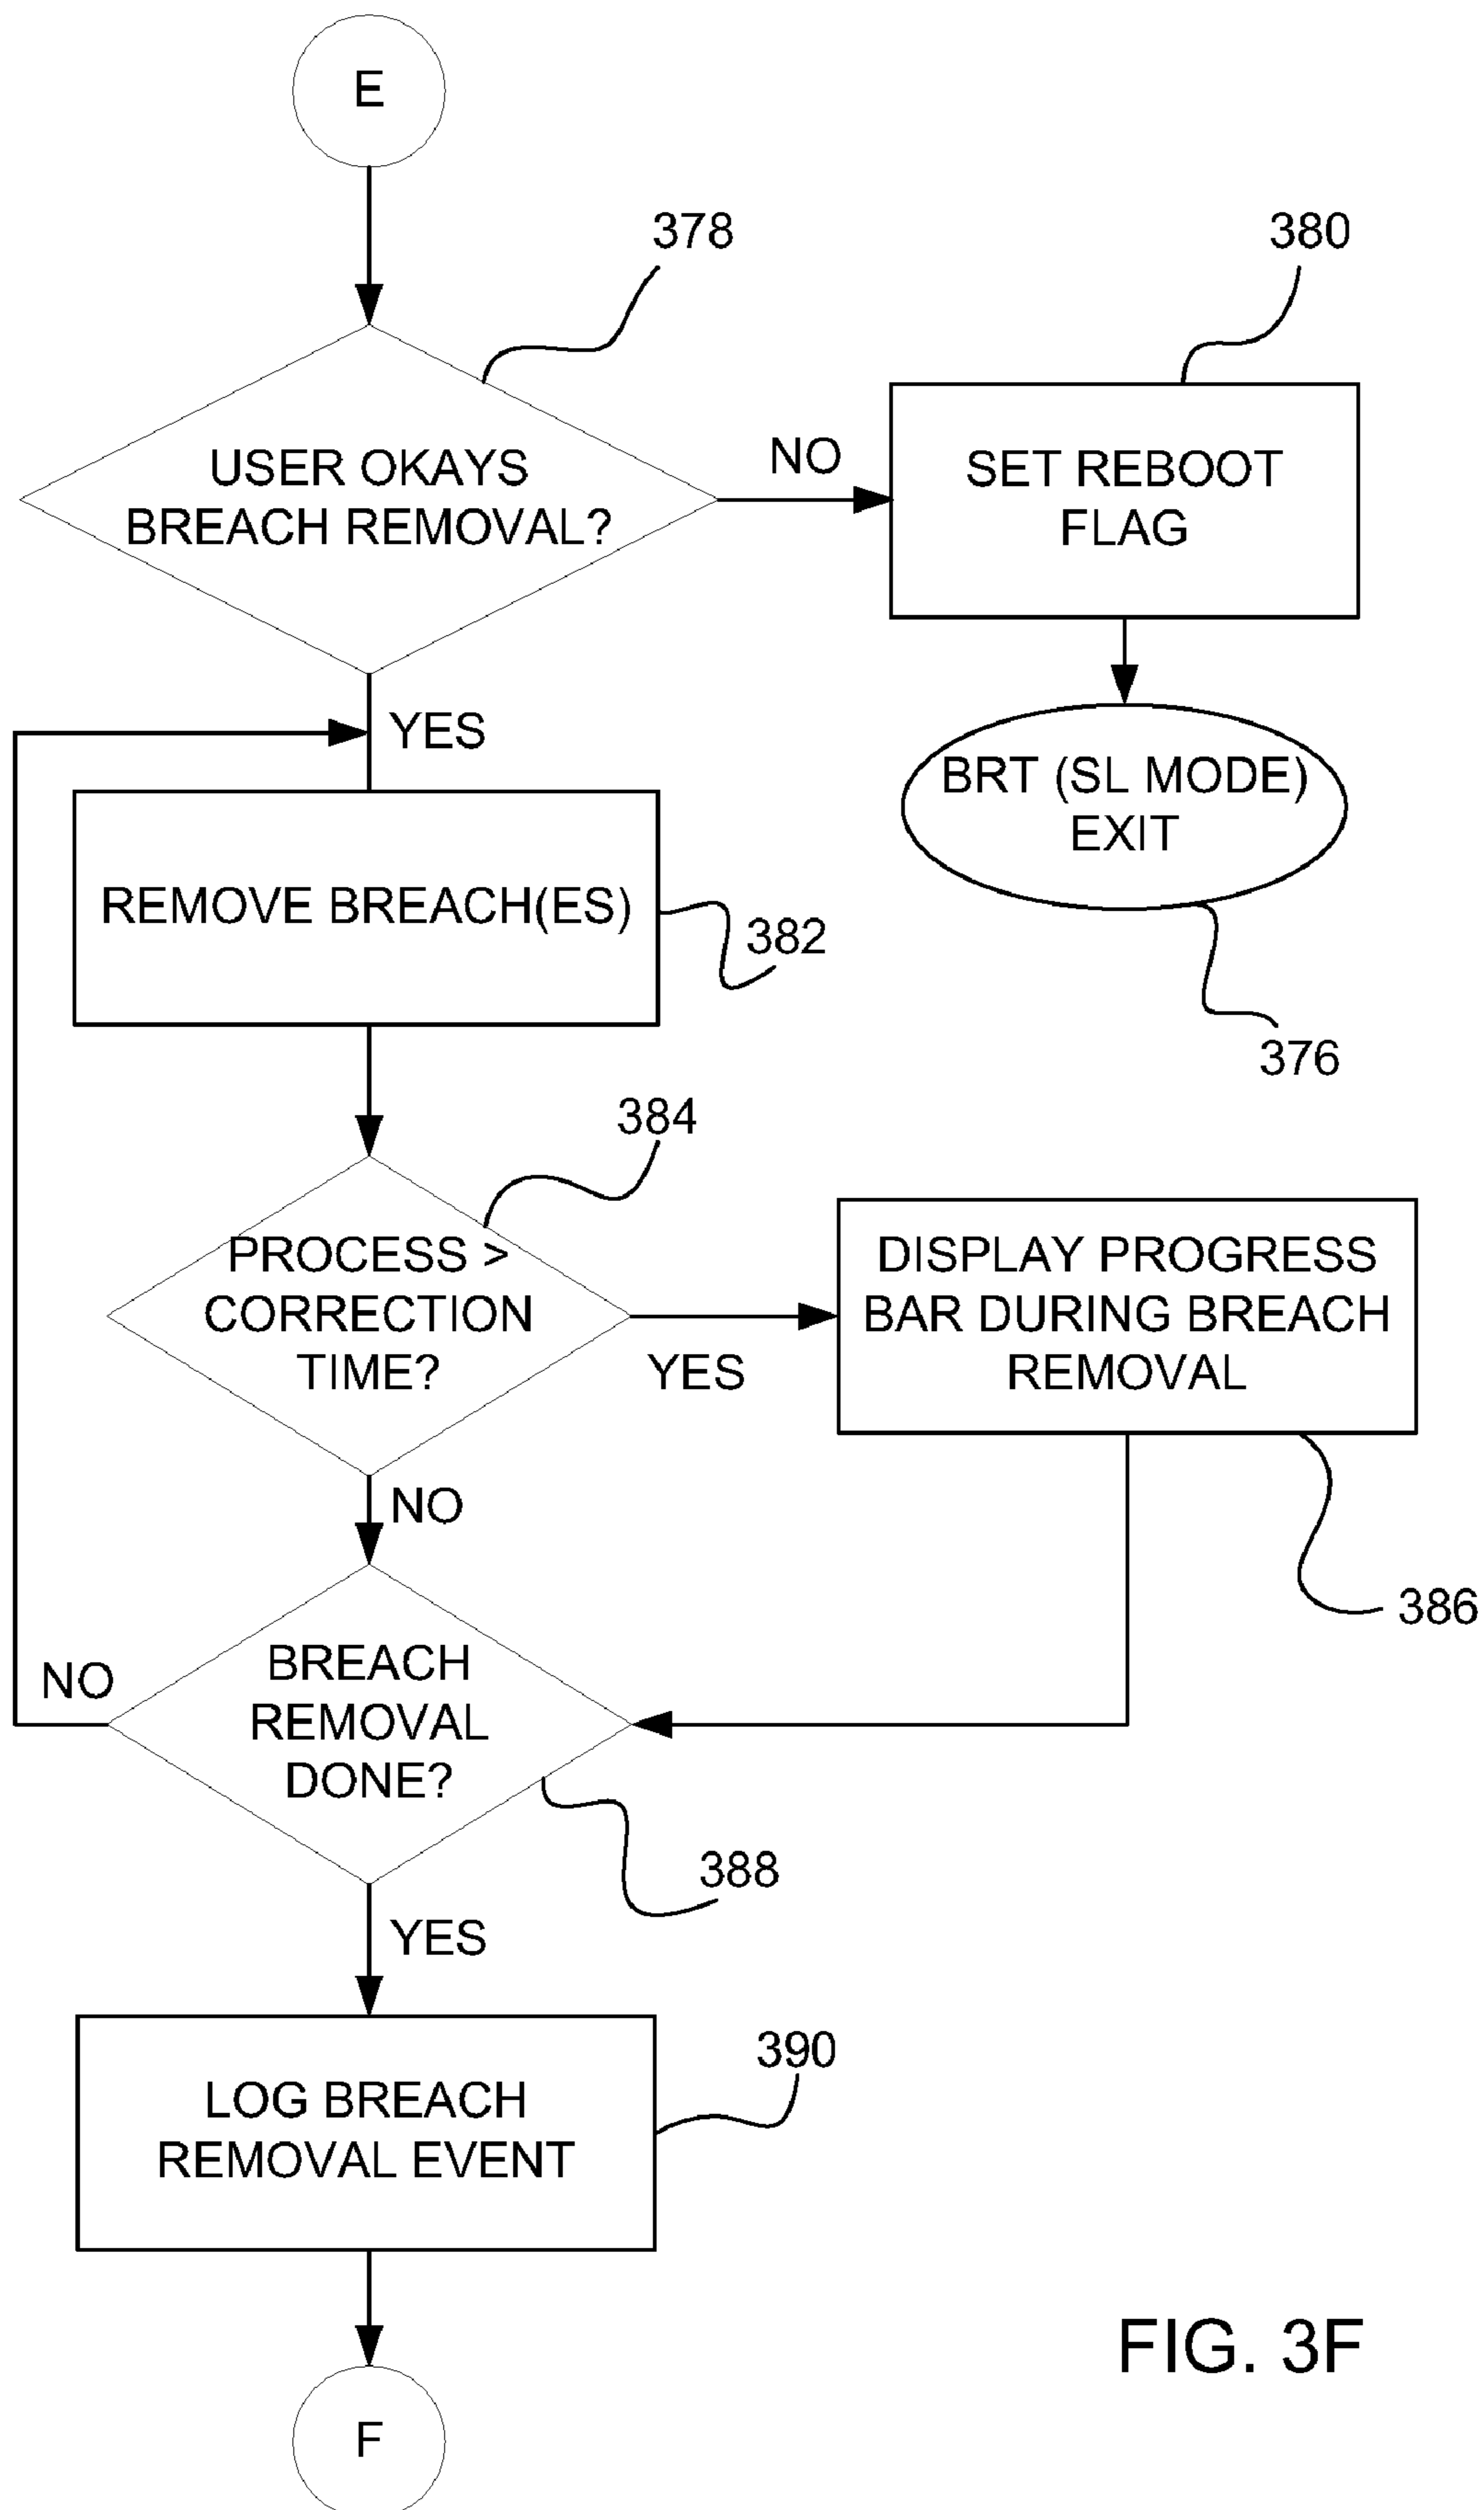 E
378
380
USER OKAYS
BREACH REMOVAL?
NO
SET REBOOT
FLAG
YES
BRT (SL MODE)
EXIT
REMOVE BREACH(ES)
382
376
384
PROCESS >
CORRECTION
TIME?
YES
DISPLAY PROGRESS
BAR DURING BREACH
REMOVAL
NO
386
BREACH
REMOVAL
DONE?
NO
388
YES
390
LOG BREACH
REMOVAL EVENT
FIG. 3F
F